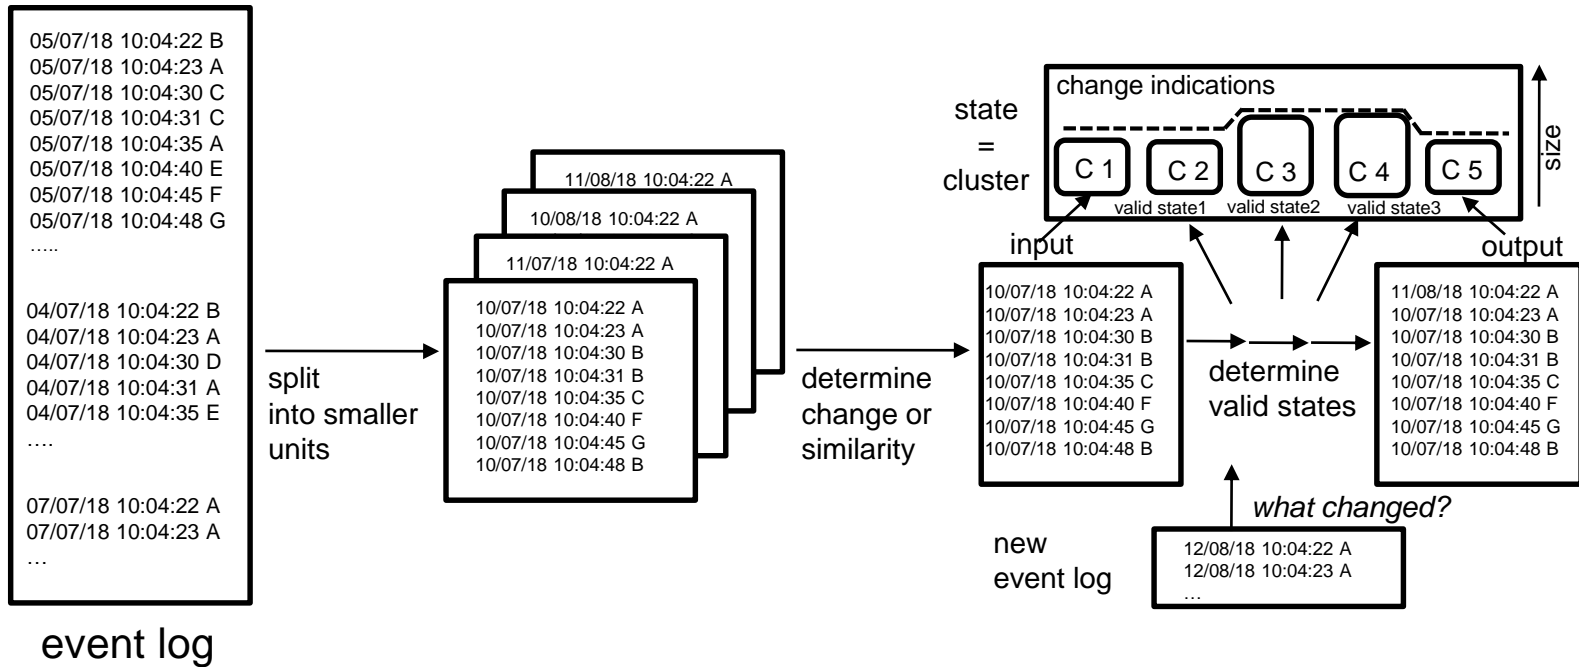 05/07/18 10:04:22 B
05/07/18 10:04:23 A
05/07/18 10:04:30 C
05/07/18 10:04:31 C
05/07/18 10:04:35 A
05/07/18 10:04:40 E
05/07/18 10:04:45 F
05/07/18 10:04:48 G
…..
04/07/18 10:04:22 B
04/07/18 10:04:23 A
04/07/18 10:04:30 D
04/07/18 10:04:31 A
04/07/18 10:04:35 E
….
07/07/18 10:04:22 A
07/07/18 10:04:23 A
…
event log
split
into smaller
units
11/08/18 10:04:22 A
10/08/18 10:04:22 A
11/07/18 10:04:22 A
10/07/18 10:04:22 A
10/07/18 10:04:23 A
10/07/18 10:04:30 B
10/07/18 10:04:31 B
10/07/18 10:04:35 C
10/07/18 10:04:40 F
10/07/18 10:04:45 G
10/07/18 10:04:48 B
determine
change or
similarity
state
=
cluster
change indications
C 1
C 2
C 3
C 4
C 5
valid state1
valid state2
valid state3
size
input
output
10/07/18 10:04:22 A
10/07/18 10:04:23 A
10/07/18 10:04:30 B
10/07/18 10:04:31 B
10/07/18 10:04:35 C
10/07/18 10:04:40 F
10/07/18 10:04:45 G
10/07/18 10:04:48 B
determine
valid states
11/08/18 10:04:22 A
10/07/18 10:04:23 A
10/07/18 10:04:30 B
10/07/18 10:04:31 B
10/07/18 10:04:35 C
10/07/18 10:04:40 F
10/07/18 10:04:45 G
10/07/18 10:04:48 B
what changed?
new
event log
12/08/18 10:04:22 A
12/08/18 10:04:23 A
…